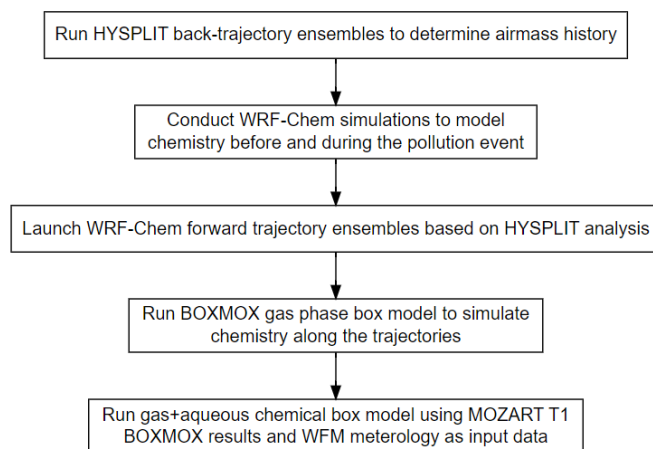 Run HYSPLIT back-trajectory ensembles to determine airmass history
Conduct WRF-Chem simulations to model
chemistry before and during the pollution event
Launch WRF-Chem forward trajectory ensembles based on HYSPLIT analysis
Run BOXMOX gas phase box model to simulate
chemistry along the trajectories
Run gas+aqueous chemical box model using MOZART T1
BOXMOX results and WFM meterology as input data